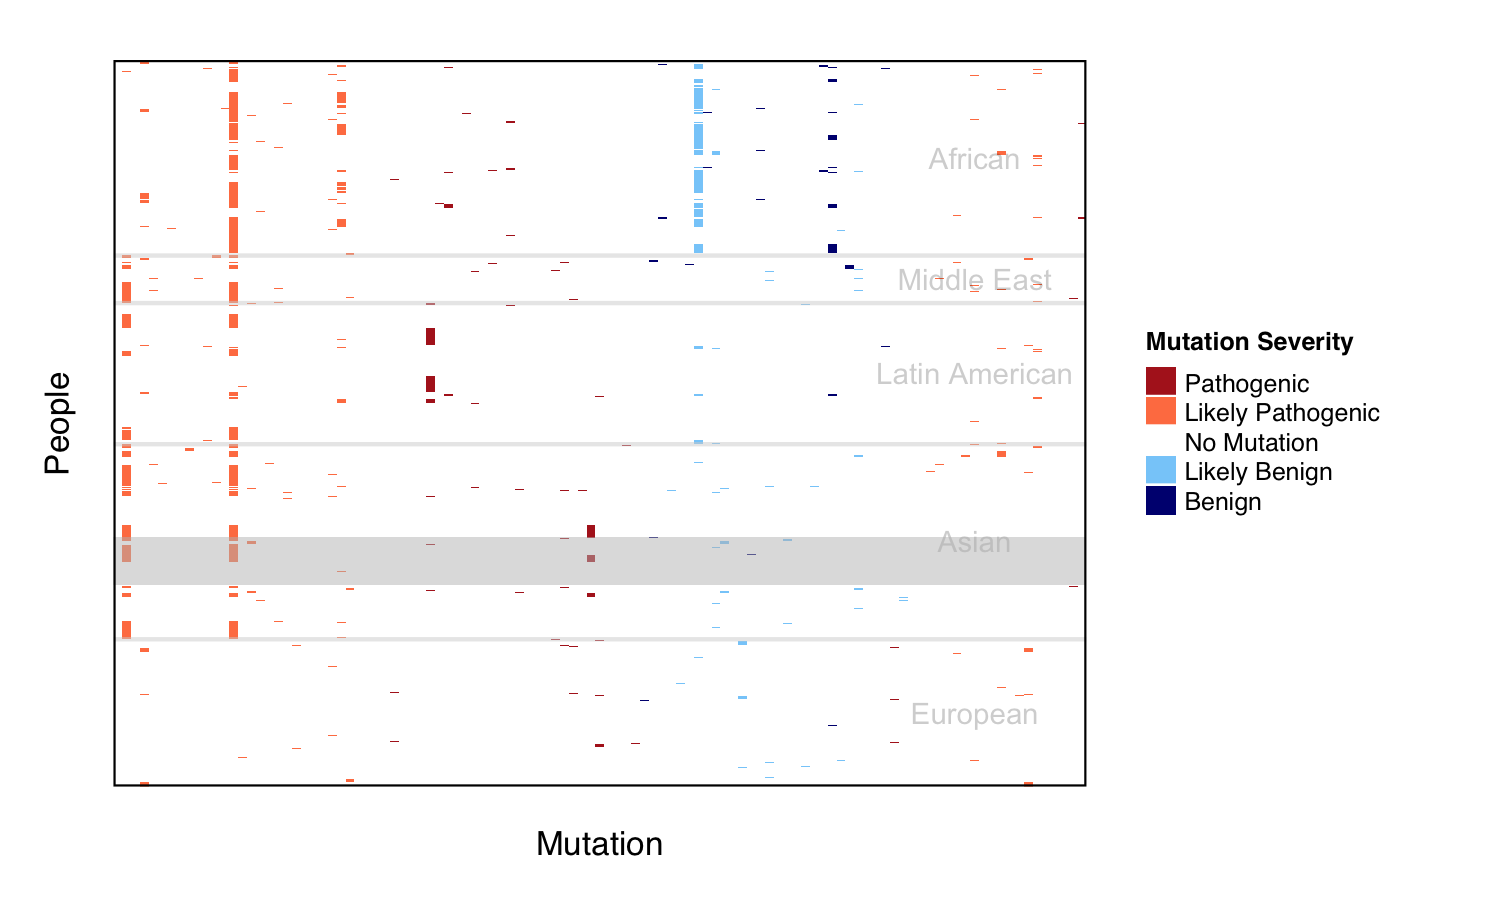 African
Middle East
Latin American
Asian
European
People
Mutation
Mutation Severity
Pathogenic
Likely Pathogenic
No Mutation
Likely Benign
Benign